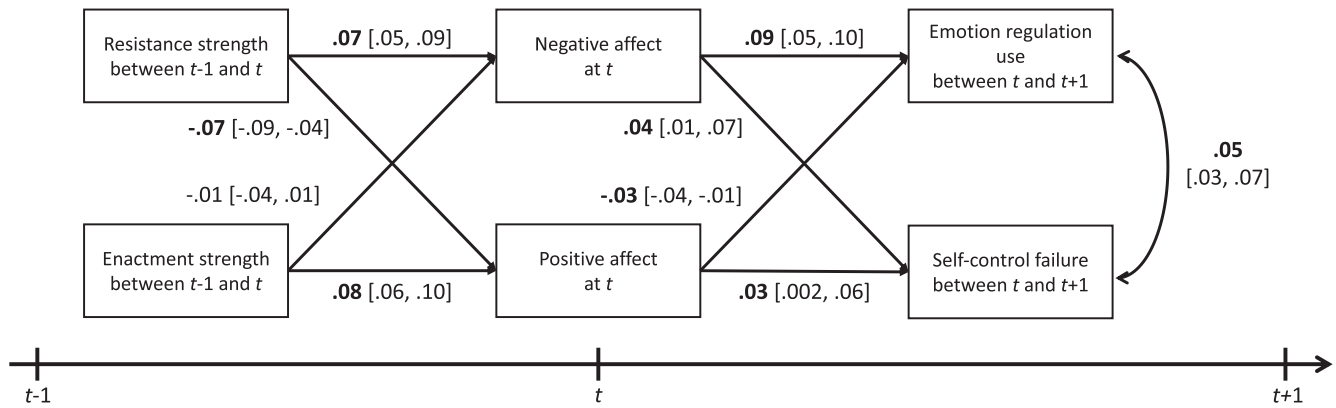 Resistance strength
between t-1 and t
.07 [.05, .09]
Negative affect
at t
.09 [.05, .10]
Emotion regulation
use
between t and t+1
-.07 [-.09, -.04]
.04 [.01, .07]
.05
[.03, .07]
-.01 [-.04, .01]
-.03 [-.04, -.01]
Enactment strength
between t-1 and t
.08 [.06, .10]
Positive affect
at t
.03 [.002, .06]
Self-control failure
between t and t+1
t-1
t
t+1